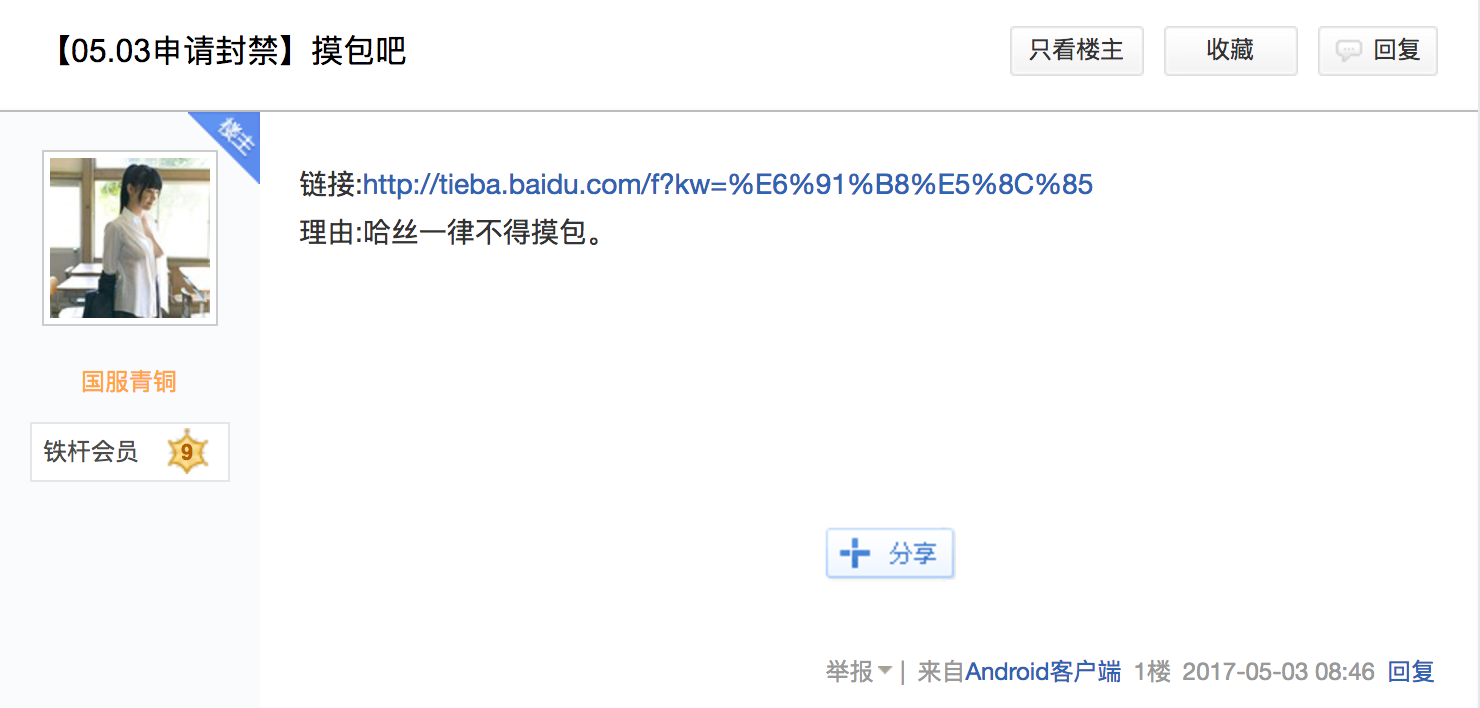 【05.03申请封禁】摸包吧
只看楼主
收藏
回复
楼主
链接:http://tieba.baidu.com/f?kw=%E6%91%B8%E5%8C%85
理由:哈丝一律不得摸包。
国服青铜
铁杆会员 9
分享
举报 | 来自Android客户端 1楼 2017-05-03 08:46 回复